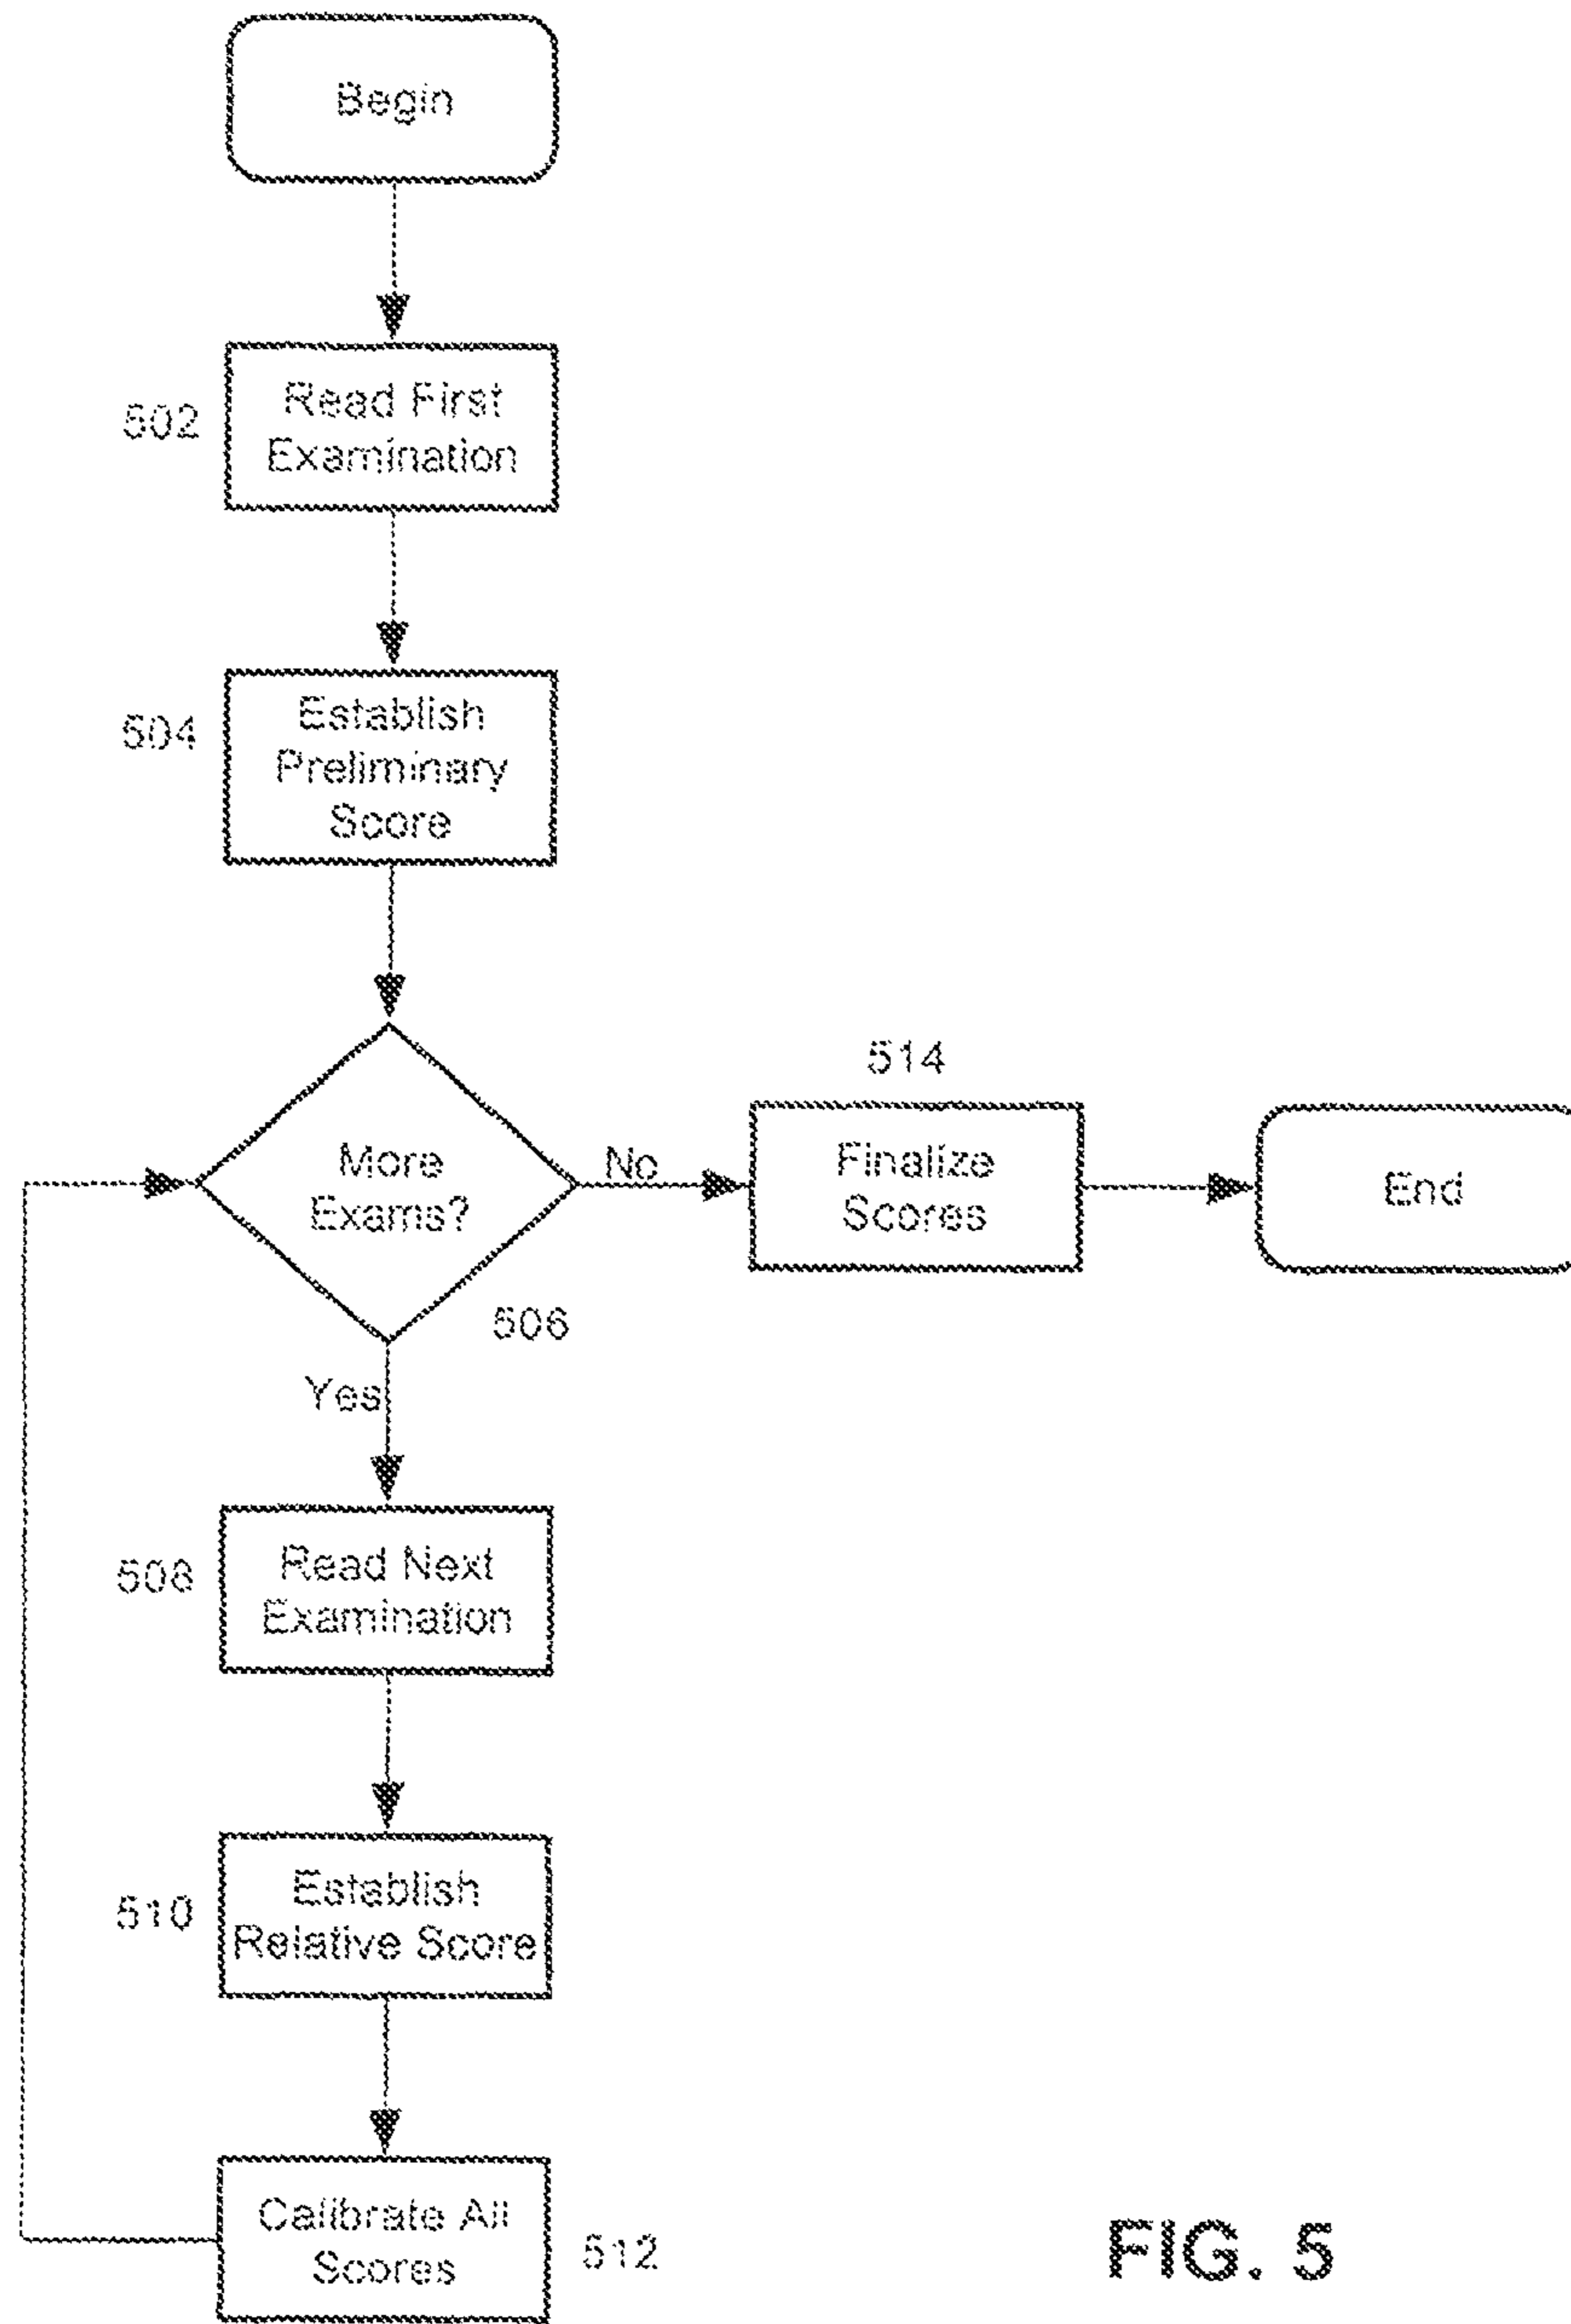 Begin
502
Read First
Examination
504
Establish
Preliminary
Score
More
Exams?
506
No
514
Finalize
Scores
End
Yes
508
Read Next
Examination
510
Establish
Relative Score
Calibrate All
Scores
512
FIG. 5